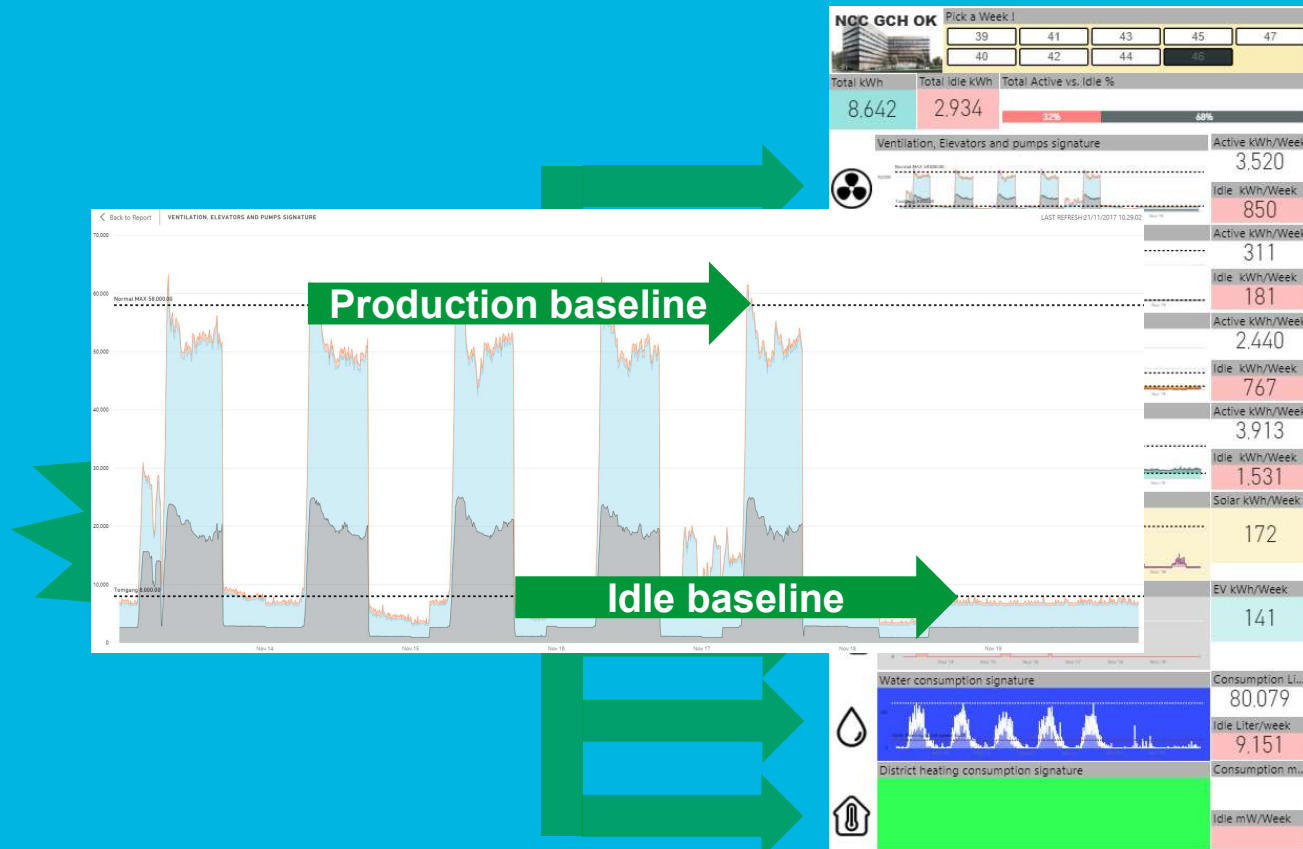 NCC GCH OK
Pick a Week !
39 41 43 45 47
40 42 44 46
Total kWh
Total idle kWh
Total Active vs. Idle %
8,642
2,934
32%
68%
Ventilation, Elevators and pumps signature
Active kWh/Week
3,520
Idle kWh/Week
850
Active kWh/Week
311
Idle kWh/Week
181
Active kWh/Week
2,440
Idle kWh/Week
767
Active kWh/Week
3,913
Idle kWh/Week
1,531
Solar kWh/Week
172
EV kWh/Week
141
Back to Report
VENTILATION, ELEVATORS AND PUMPS SIGNATURE
LAST REFRESH:21/11/2017 10.29.02
70,000
60,000
Normal MAX 58,000.00
Production baseline
50,000
40,000
30,000
20,000
10,000
Tomgang 8,000.00
Idle baseline
0
Nov 14
Nov 15
Nov 16
Nov 17
Nov 18
Nov 19
Water consumption signature
Consumption Li...
80,079
Idle Liter/week
9,151
District heating consumption signature
Consumption m...
Idle mW/Week